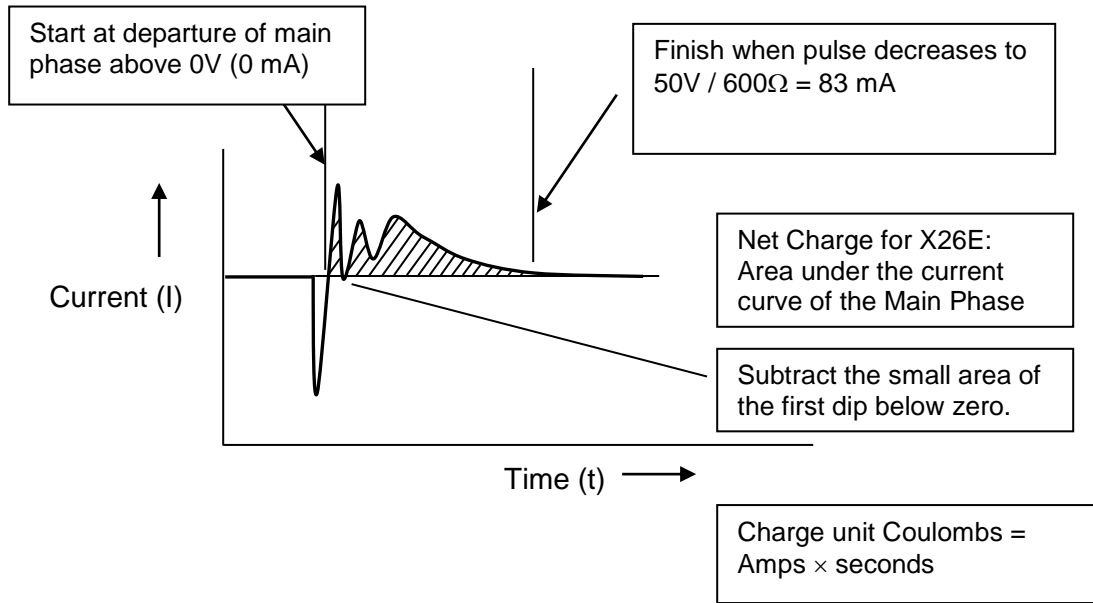 Start at departure of main
phase above 0V (0 mA)
Finish when pulse decreases to
50V / 600Ω = 83 mA
Current (I)
Net Charge for X26E:
Area under the current
curve of the Main Phase
Subtract the small area of
the first dip below zero.
Time (t)
Charge unit Coulombs =
Amps × seconds